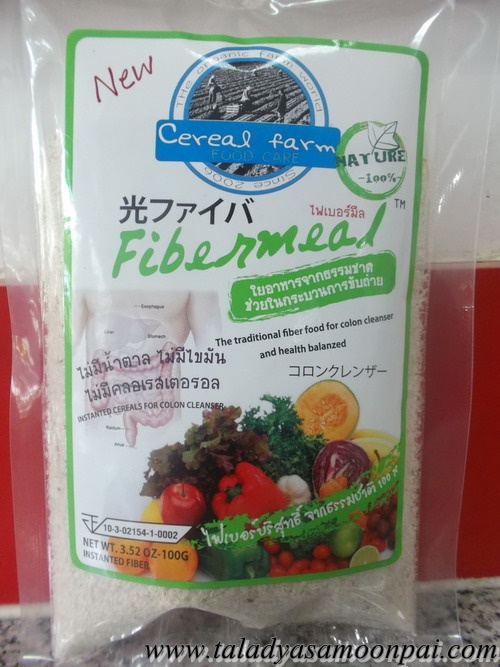 New
The organic farm world
Cereal farm
FOOD CARE
Since 2006
NATURE
-100%-
TM
光ファイバ
ไฟเบอร์มีล
Fibermeal
ใยอาหารจากธรรมชาติ
ช่วยในกระบวนการขับถ่าย
The traditional fiber food for colon cleanser
and health balanzed
コロンクレンザー
Esophague
Liver
Stomach
ไม่มีน้ำตาล ไม่มีไขมัน
ไม่มีคลอเรสเตอรอล
INSTANTED CEREALS FOR COLON CLEANSER
Rectum
Anus
ไฟเบอร์บริสุทธิ์ จากธรรมชาติ 100 %
10-3-02154-1-0002
NET WT. 3.52 OZ-100G
INSTANTED FIBER
www.taladyasamoonpai.com